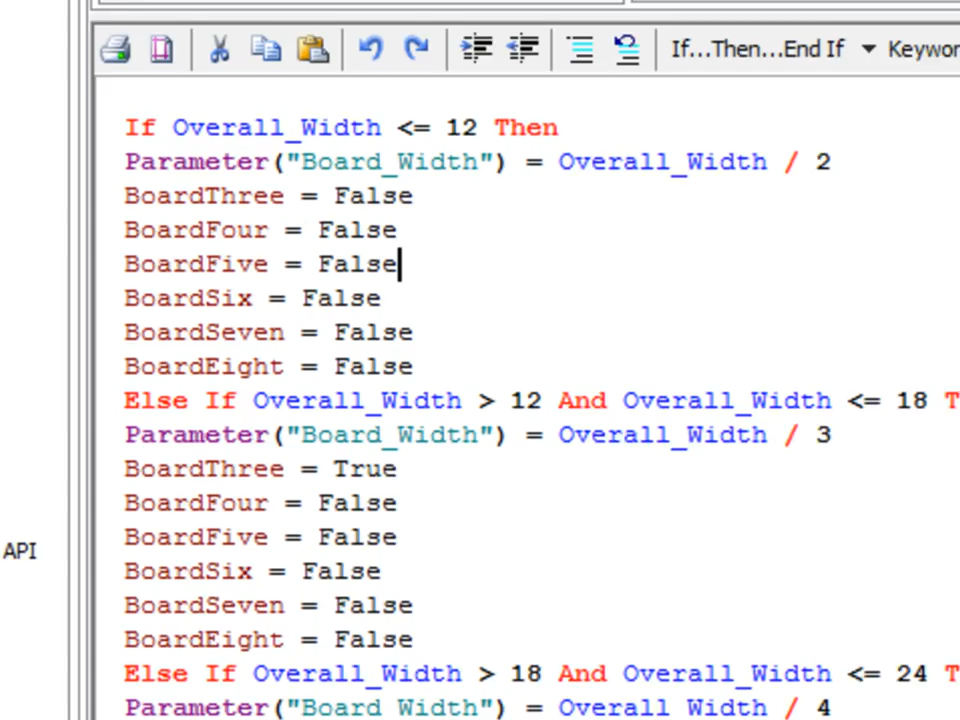 If...Then...End If Keywor
If Overall_Width <= 12 Then
Parameter("Board_Width") = Overall_Width / 2
BoardThree = False
BoardFour = False
BoardFive = False
BoardSix = False
BoardSeven = False
BoardEight = False
Else If Overall_Width > 12 And Overall_Width <= 18 T
Parameter("Board_Width") = Overall_Width / 3
BoardThree = True
BoardFour = False
BoardFive = False
API
BoardSix = False
BoardSeven = False
BoardEight = False
Else If Overall_Width > 18 And Overall_Width <= 24 T
Parameter("Board_Width") = Overall_Width / 4